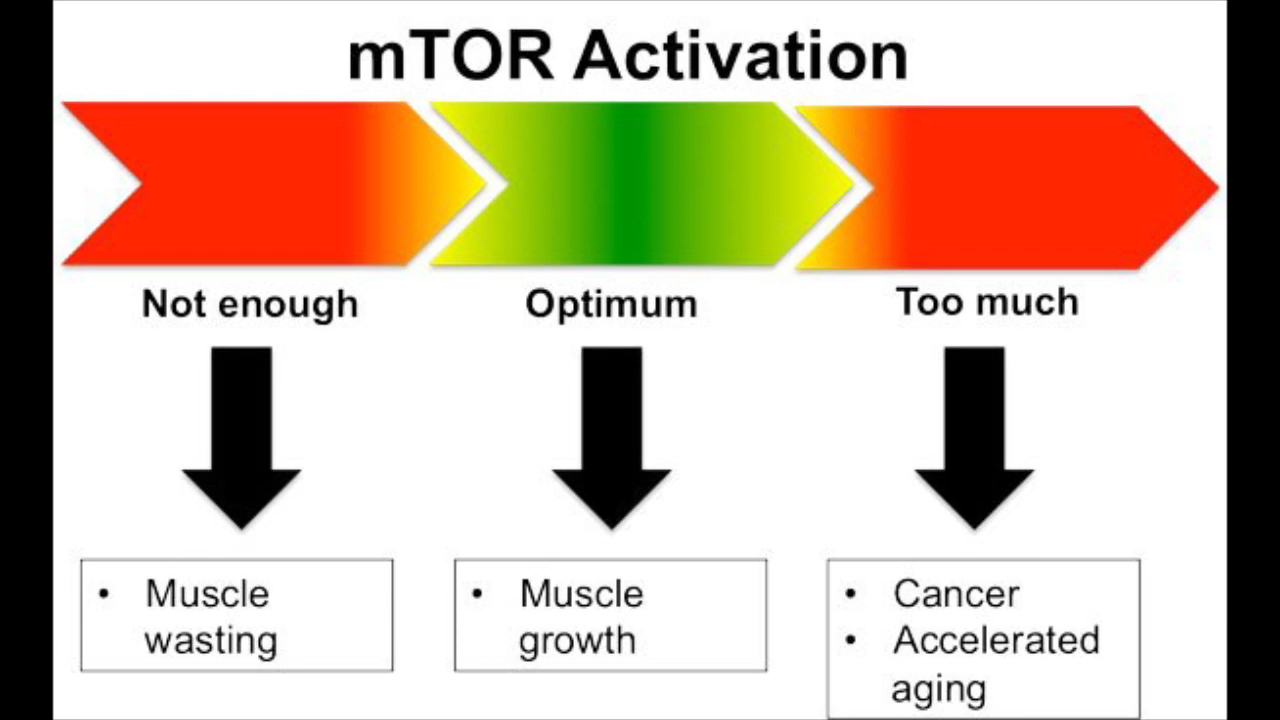 mTOR Activation
Not enough
Optimum
Too much
• Muscle
wasting
• Muscle
growth
• Cancer
• Accelerated
aging